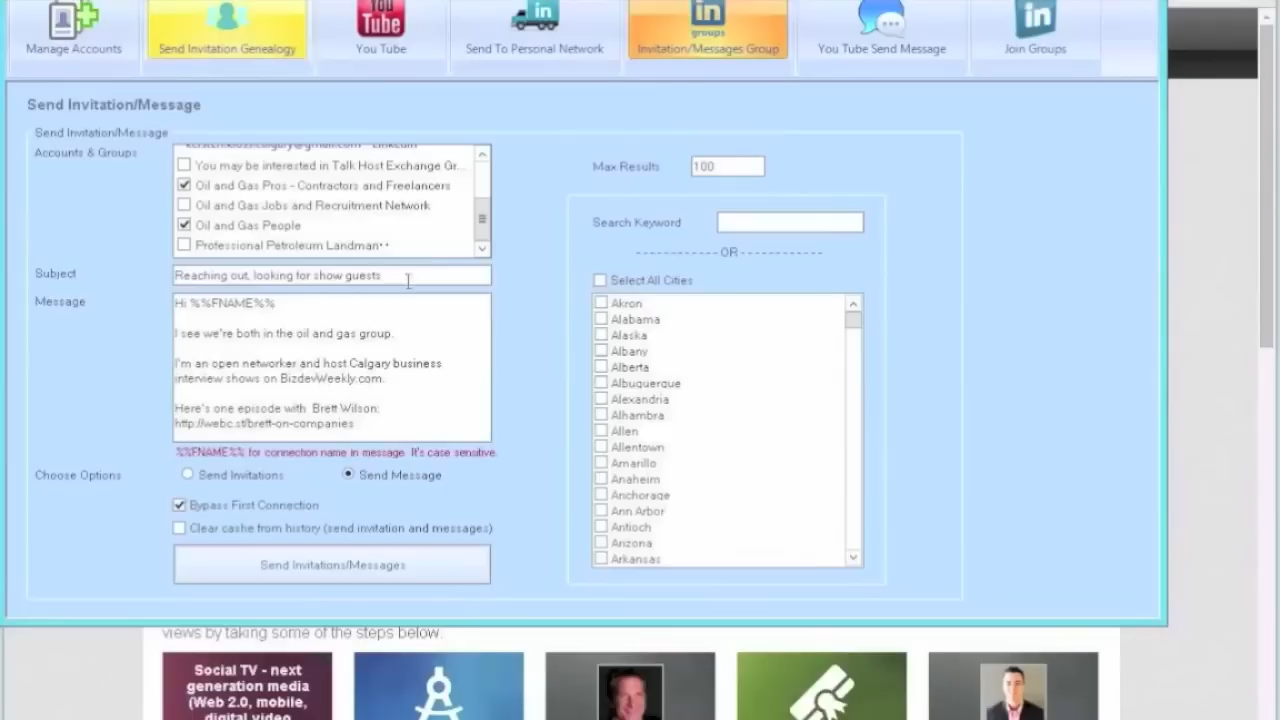 You
Tube
in
in
groups
in
Manage Accounts
Send Invitation Genealogy
You Tube
Send To Personal Network
Invitation/Messages Group
You Tube Send Message
Join Groups
Send Invitation/Message
Send Invitation/Message
Accounts & Groups
You may be interested in Talk Host Exchange Gr...
Oil and Gas Pros - Contractors and Freelancers
Oil and Gas Jobs and Recruitment Network
Oil and Gas People
Professional Petroleum Landman**
Subject
Reaching out, looking for show guests
Message
Hi %%FNAME%%
I see we're both in the oil and gas group.
I'm an open networker and host Calgary business
interview shows on BizdevWeekly.com.
Here's one episode with Brett Wilson:
http://webc.st/brett-on-companies
%%FNAME%% for connection name in message. It's case sensitive.
Choose Options
Send Invitations
Send Message
Bypass First Connection
Clear cashe from history (send invitation and messages)
Send Invitations/Messages
Max Results
100
Search Keyword
OR
Select All Cities
Akron
Alabama
Alaska
Albany
Alberta
Albuquerque
Alexandria
Alhambra
Allen
Allentown
Amarillo
Anaheim
Anchorage
Ann Arbor
Antioch
Arizona
Arkansas
views by taking some of the steps below.
Social TV - next
generation media
(Web 2.0, mobile,
digital video